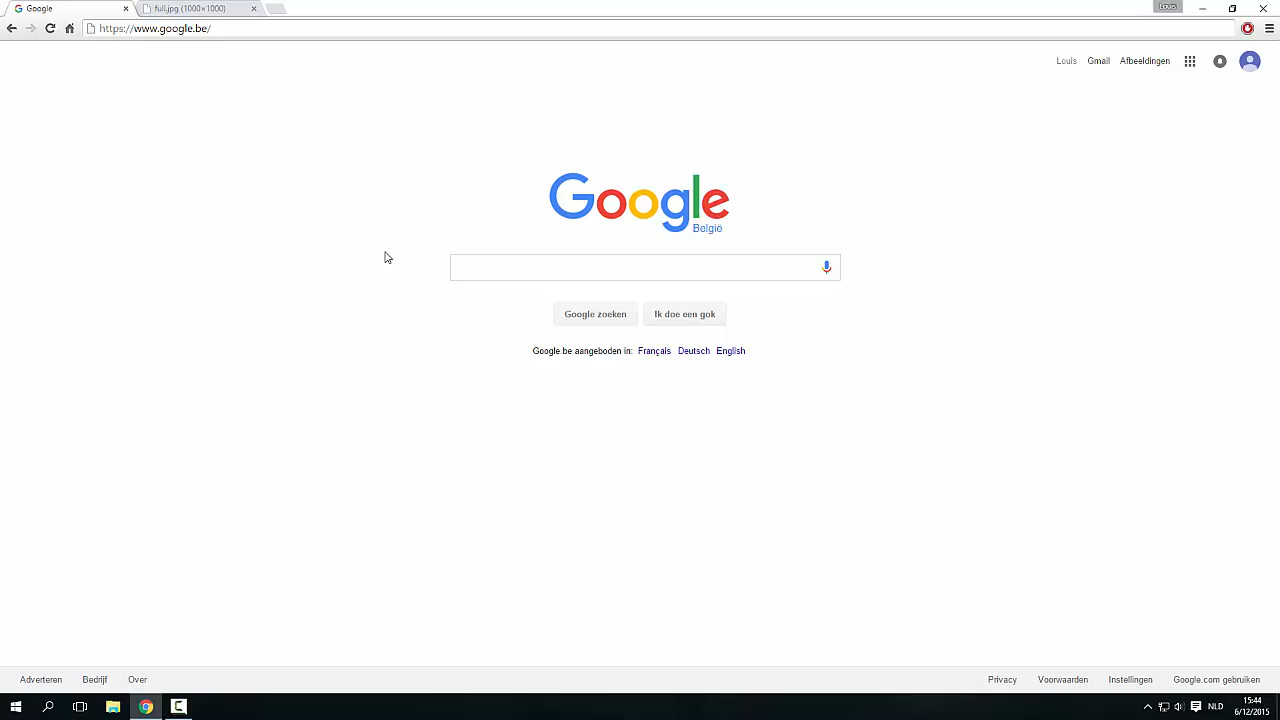 Google
full.jpg (1000×1000)
Louis
https://www.google.be/
Louis Gmail Afbeeldingen
Google
België
Google zoeken Ik doe een gok
Google.be aangeboden in: Français Deutsch English
Adverteren Bedrijf Over
Privacy Voorwaarden Instellingen Google.com gebruiken
NLD
15:44
6/12/2015